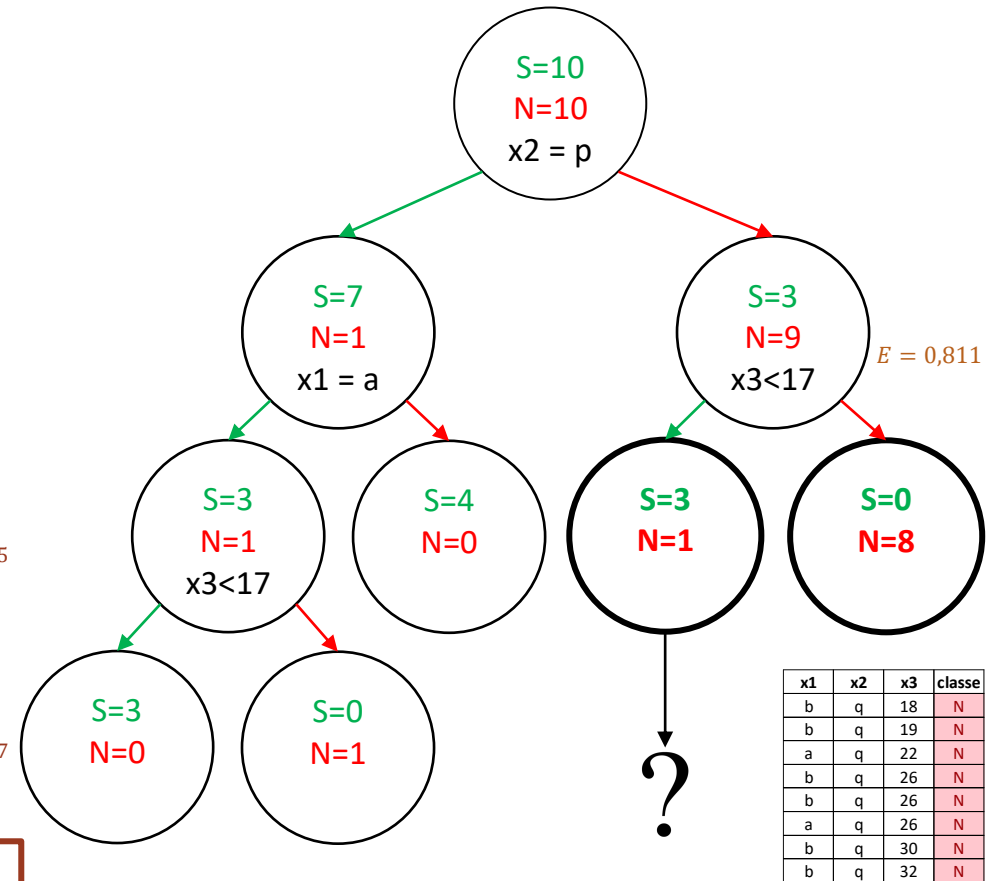 S=10
N=10
x2 = p
S=7
N=1
x1 = a
S=3
N=9
x3<17
E = 0,811
S=3
N=1
x3<17
S=4
N=0
S=3
N=1
S=0
N=8
5
S=3
N=0
S=0
N=1
7
?
x1 x2 x3 classe
b q 18 N
b q 19 N
a q 22 N
b q 26 N
b q 26 N
a q 26 N
b q 30 N
b q 32 N